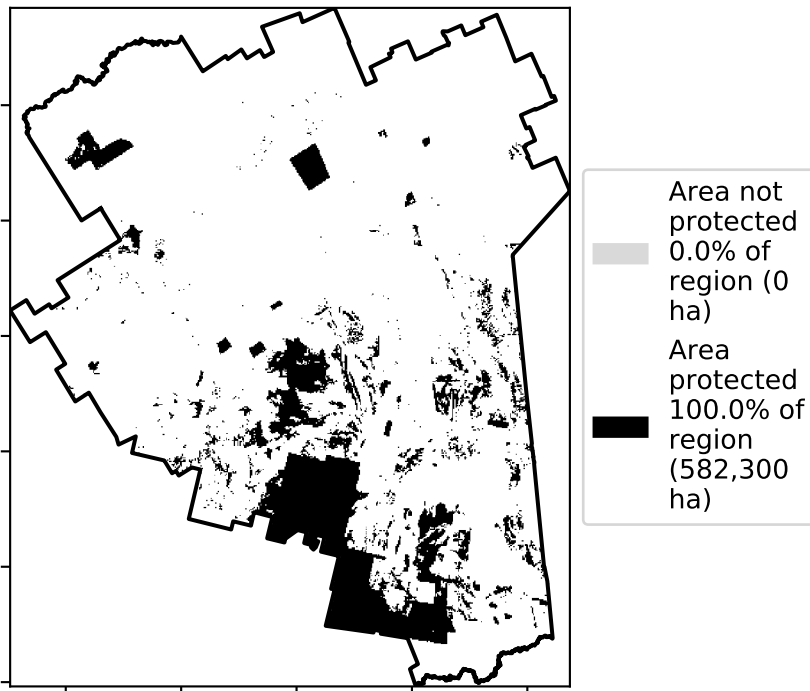 Area not
protected
0.0% of
region (0
ha)
Area
protected
100.0% of
region
(582,300
ha)